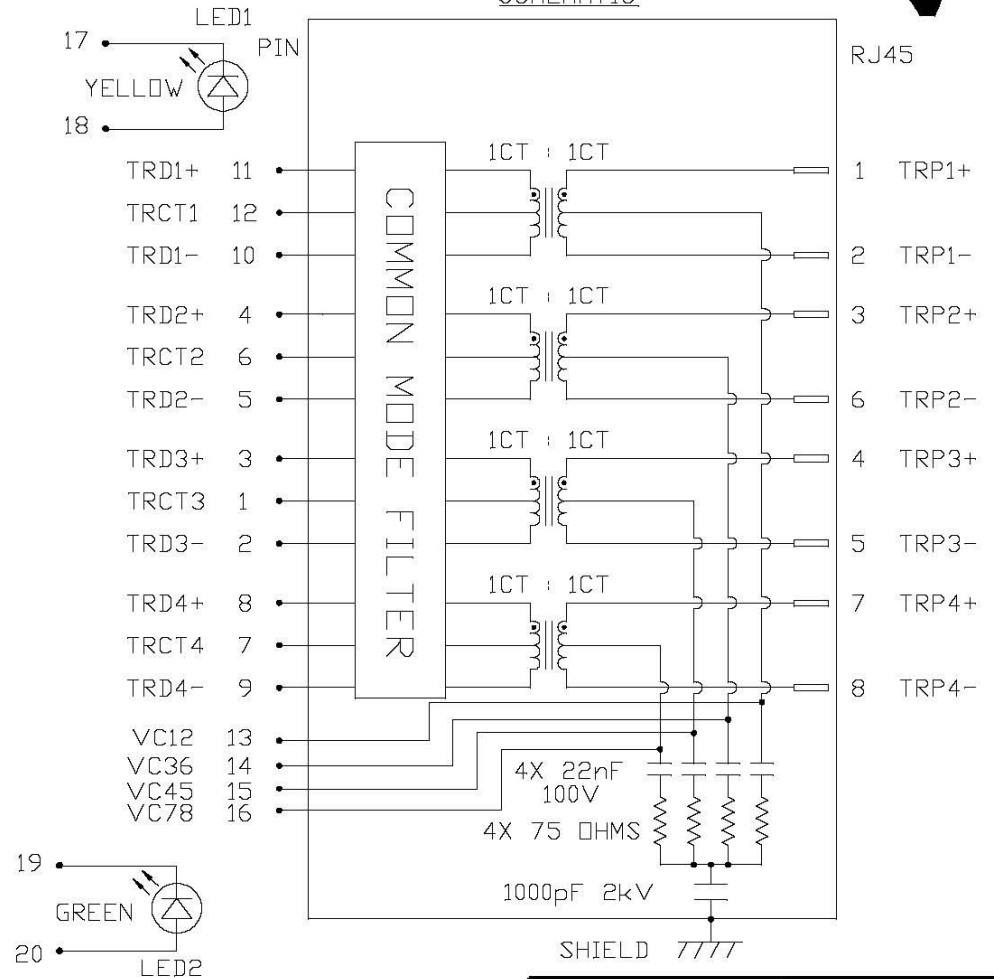 SCHEMATIC
LED1
17
PIN
RJ45
YELLOW
18
1CT : 1CT
TRD1+ 11
1 TRP1+
TRCT1 12
TRD1- 10
2 TRP1-
1CT : 1CT
TRD2+ 4
3 TRP2+
TRCT2 6
TRD2- 5
6 TRP2-
1CT : 1CT
TRD3+ 3
4 TRP3+
TRCT3 1
TRD3- 2
5 TRP3-
1CT : 1CT
TRD4+ 8
7 TRP4+
TRCT4 7
TRD4- 9
8 TRP4-
COMMON MODE FILTER
VC12 13
VC36 14
VC45 15
VC78 16
4X 22nF
100V
4X 75 OHMS
1000pF 2kV
SHIELD
19
GREEN
20
LED2